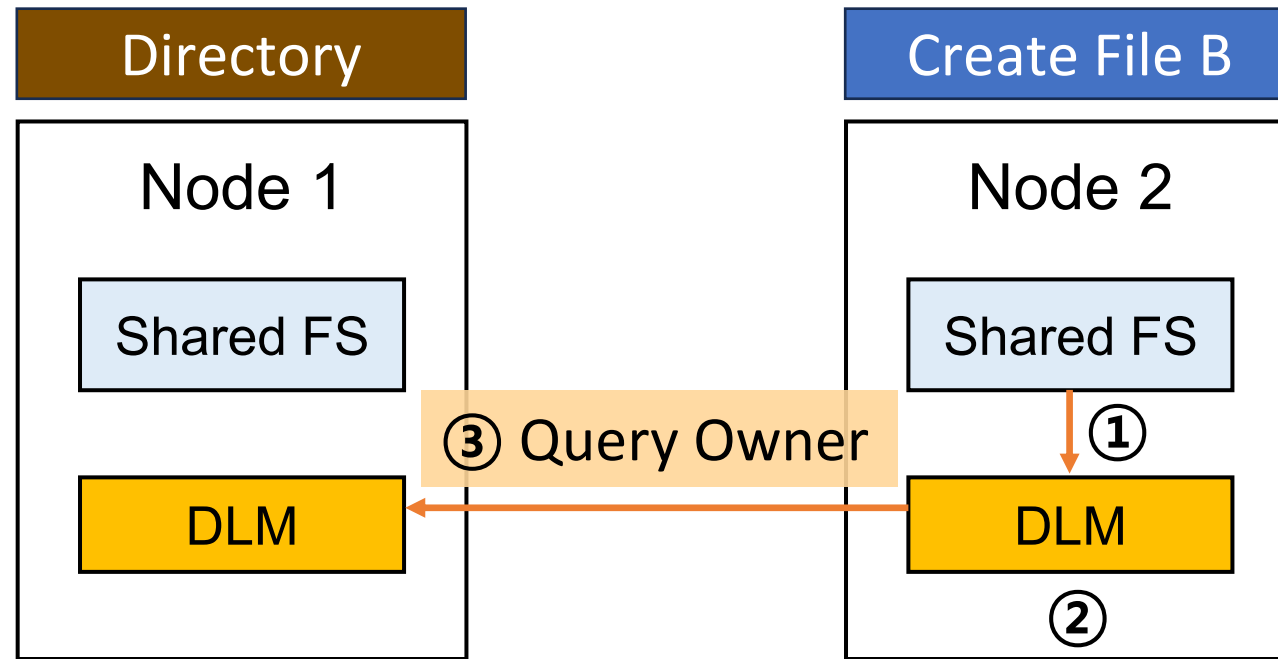 Directory
Create File B
Node 1
Node 2
Shared FS
Shared FS
①
③ Query Owner
DLM
DLM
②